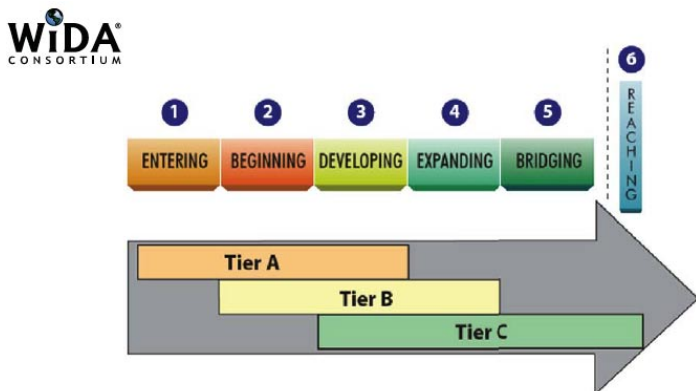 WiDA®
CONSORTIUM
1 2 3 4 5 6
ENTERING BEGINNING DEVELOPING EXPANDING BRIDGING REACHING
Tier A
Tier B
Tier C